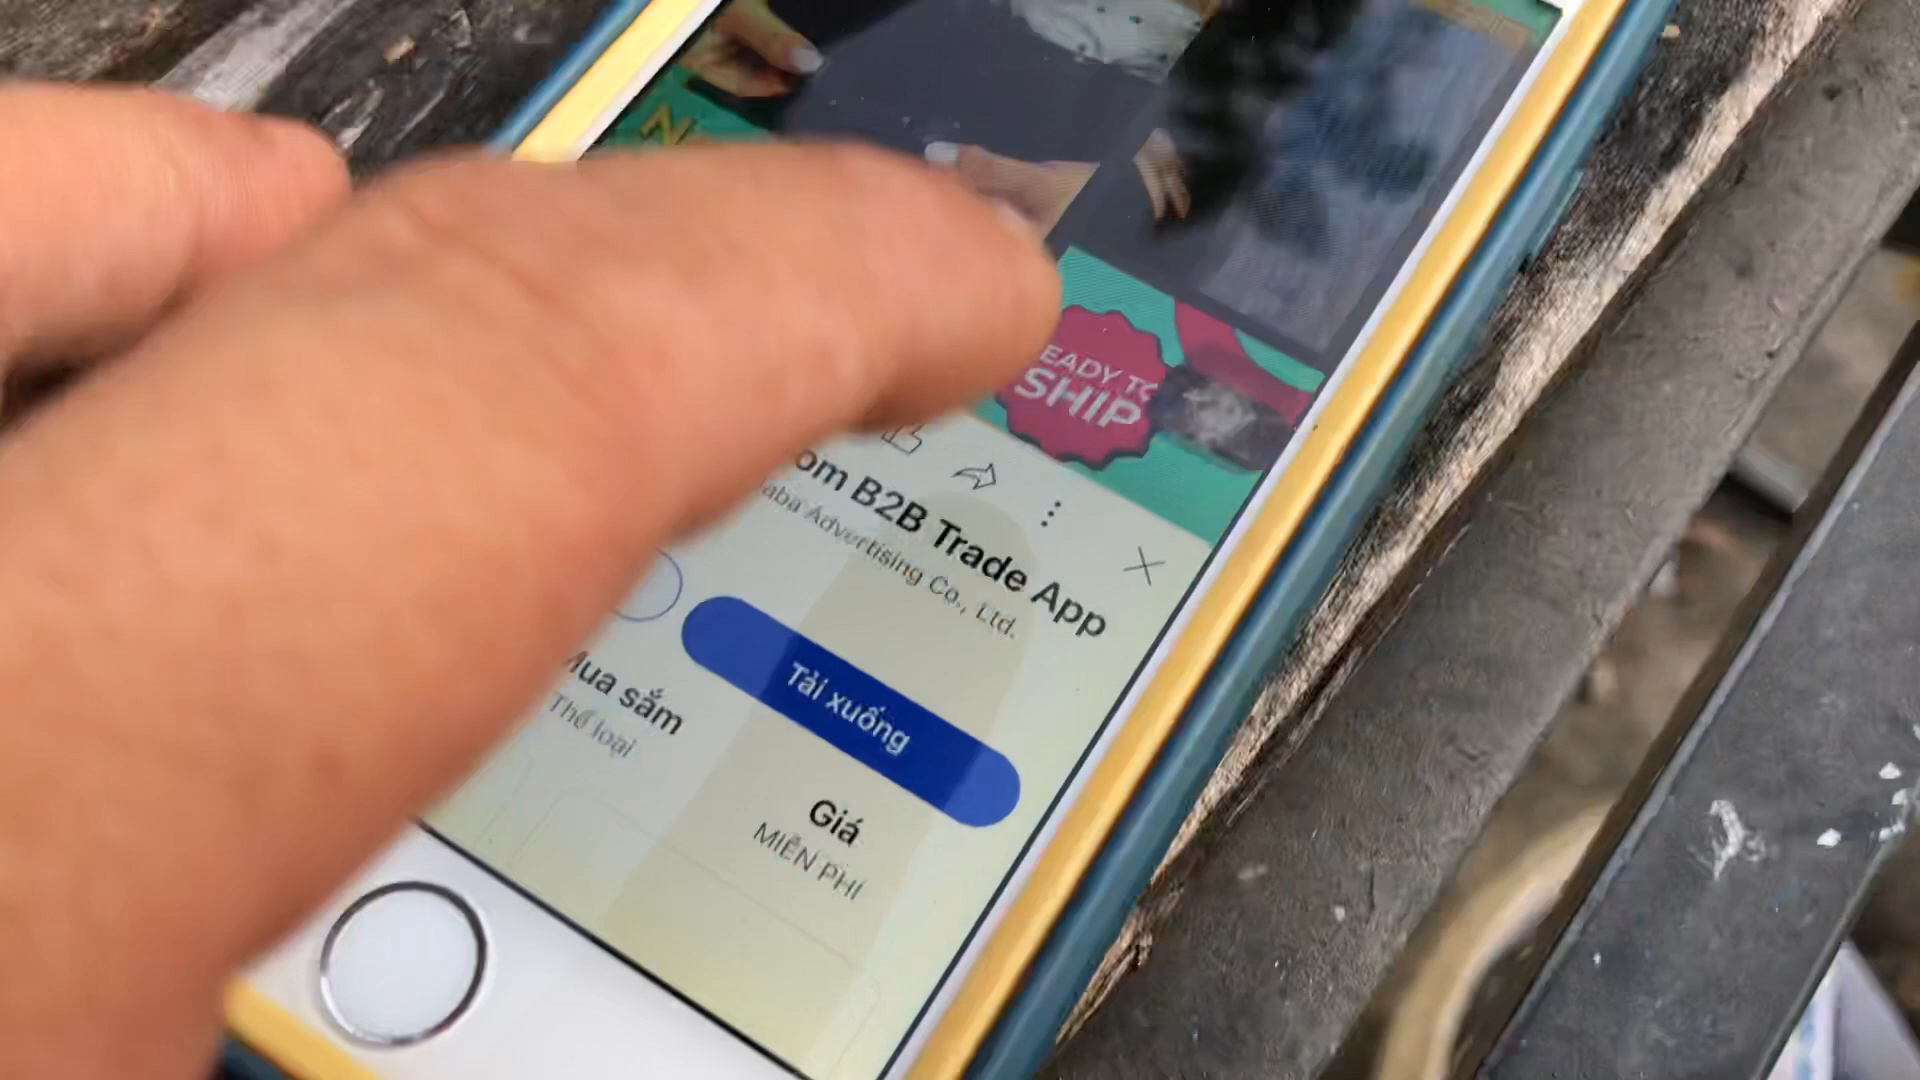 EADY TO
SHIP
om B2B Trade App
aba Advertising Co., Ltd.
Tải xuống
Mua sắm
Thể loại
Giá
MIỄN PHÍ